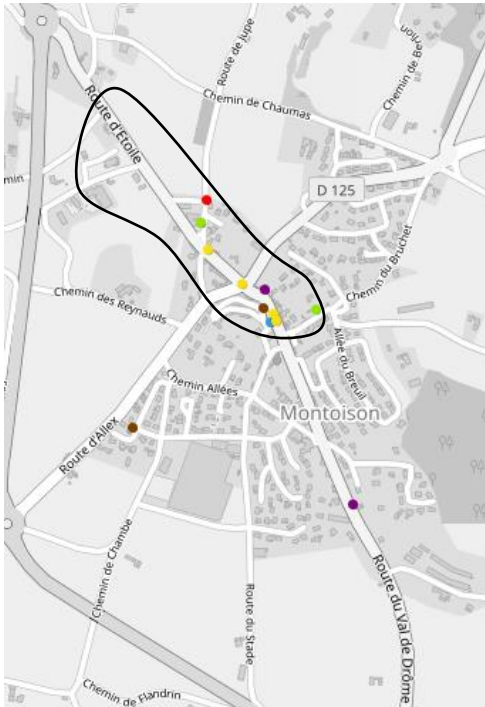 Route de Jupe
Chemin de Ber
rion
Chemin de Chaumas
Route d'Etoile
min
D 125
Chemin du Bruchet
Chemin des Reynauds
Allée du Breuil
Chemin Allées
Montoison
Route d'Allex
Chemin de Chambe
Route du Stade
Route du Val de Drôme
Chemin de Flandrin